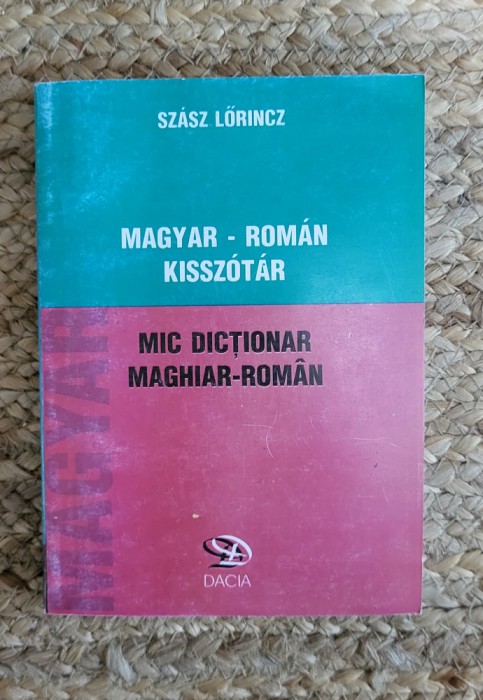 SZÁSZ LŐRINCZ
MAGYAR - ROMÁN
KISSZÓTÁR
MIC DICȚIONAR
MAGHIAR-ROMÂN
MAGYAR
DACIA